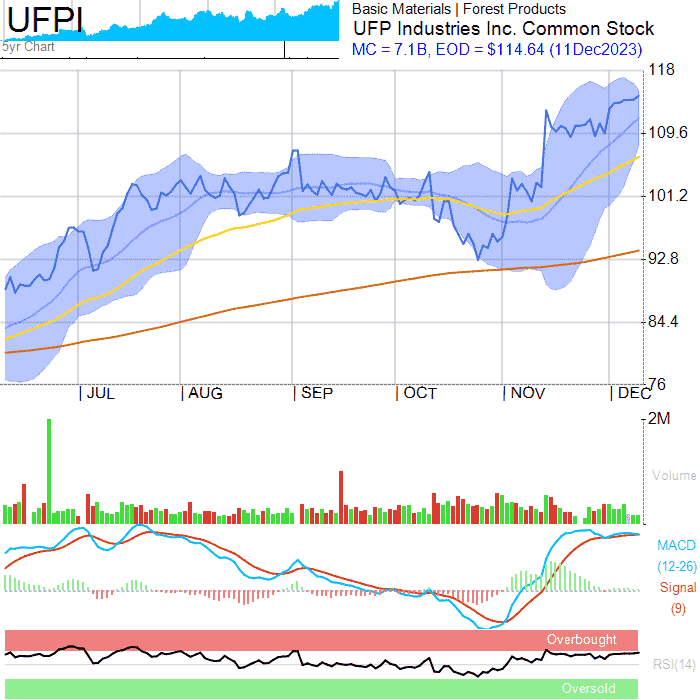 UFPI
5yr Chart
Basic Materials | Forest Products
UFP Industries Inc. Common Stock
MC = 7.1B, EOD = $114.64 (11Dec2023)
118
109.6
101.2
92.8
84.4
76
| JUL | AUG | SEP | OCT | NOV | DEC
2M
Volume
MACD
(12-26)
Signal
(9)
Overbought
RSI(14)
Oversold